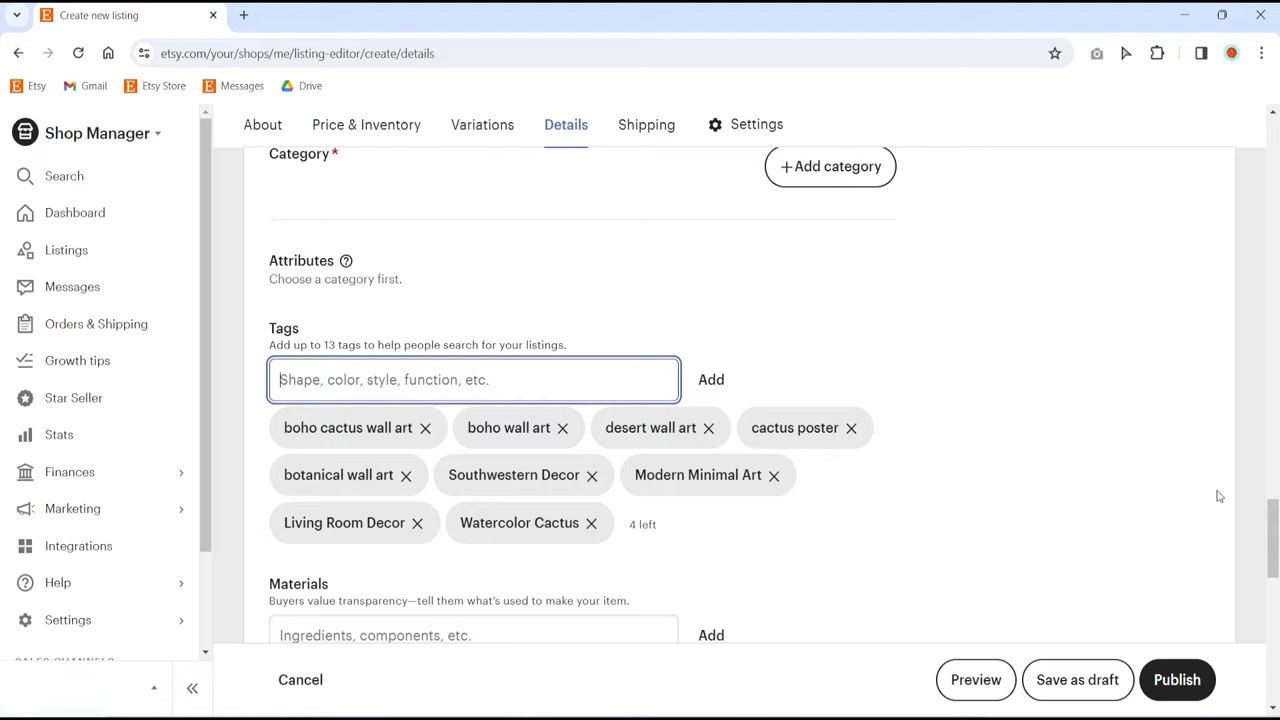 Create new listing
etsy.com/your/shops/me/listing-editor/create/details
Etsy Gmail Etsy Store Messages Drive
Shop Manager
Search
Dashboard
Listings
Messages
Orders & Shipping
Growth tips
Star Seller
Stats
Finances
Marketing
Integrations
Help
Settings
SALES CHANNELS
About Price & Inventory Variations Details Shipping Settings
Category*
+Add category
Attributes
Choose a category first.
Tags
Add up to 13 tags to help people search for your listings.
Shape, color, style, function, etc. Add
boho cactus wall art boho wall art desert wall art cactus poster
botanical wall art Southwestern Decor Modern Minimal Art
Living Room Decor Watercolor Cactus 4 left
Materials
Buyers value transparency—tell them what's used to make your item.
Ingredients, components, etc. Add
Cancel Preview Save as draft Publish